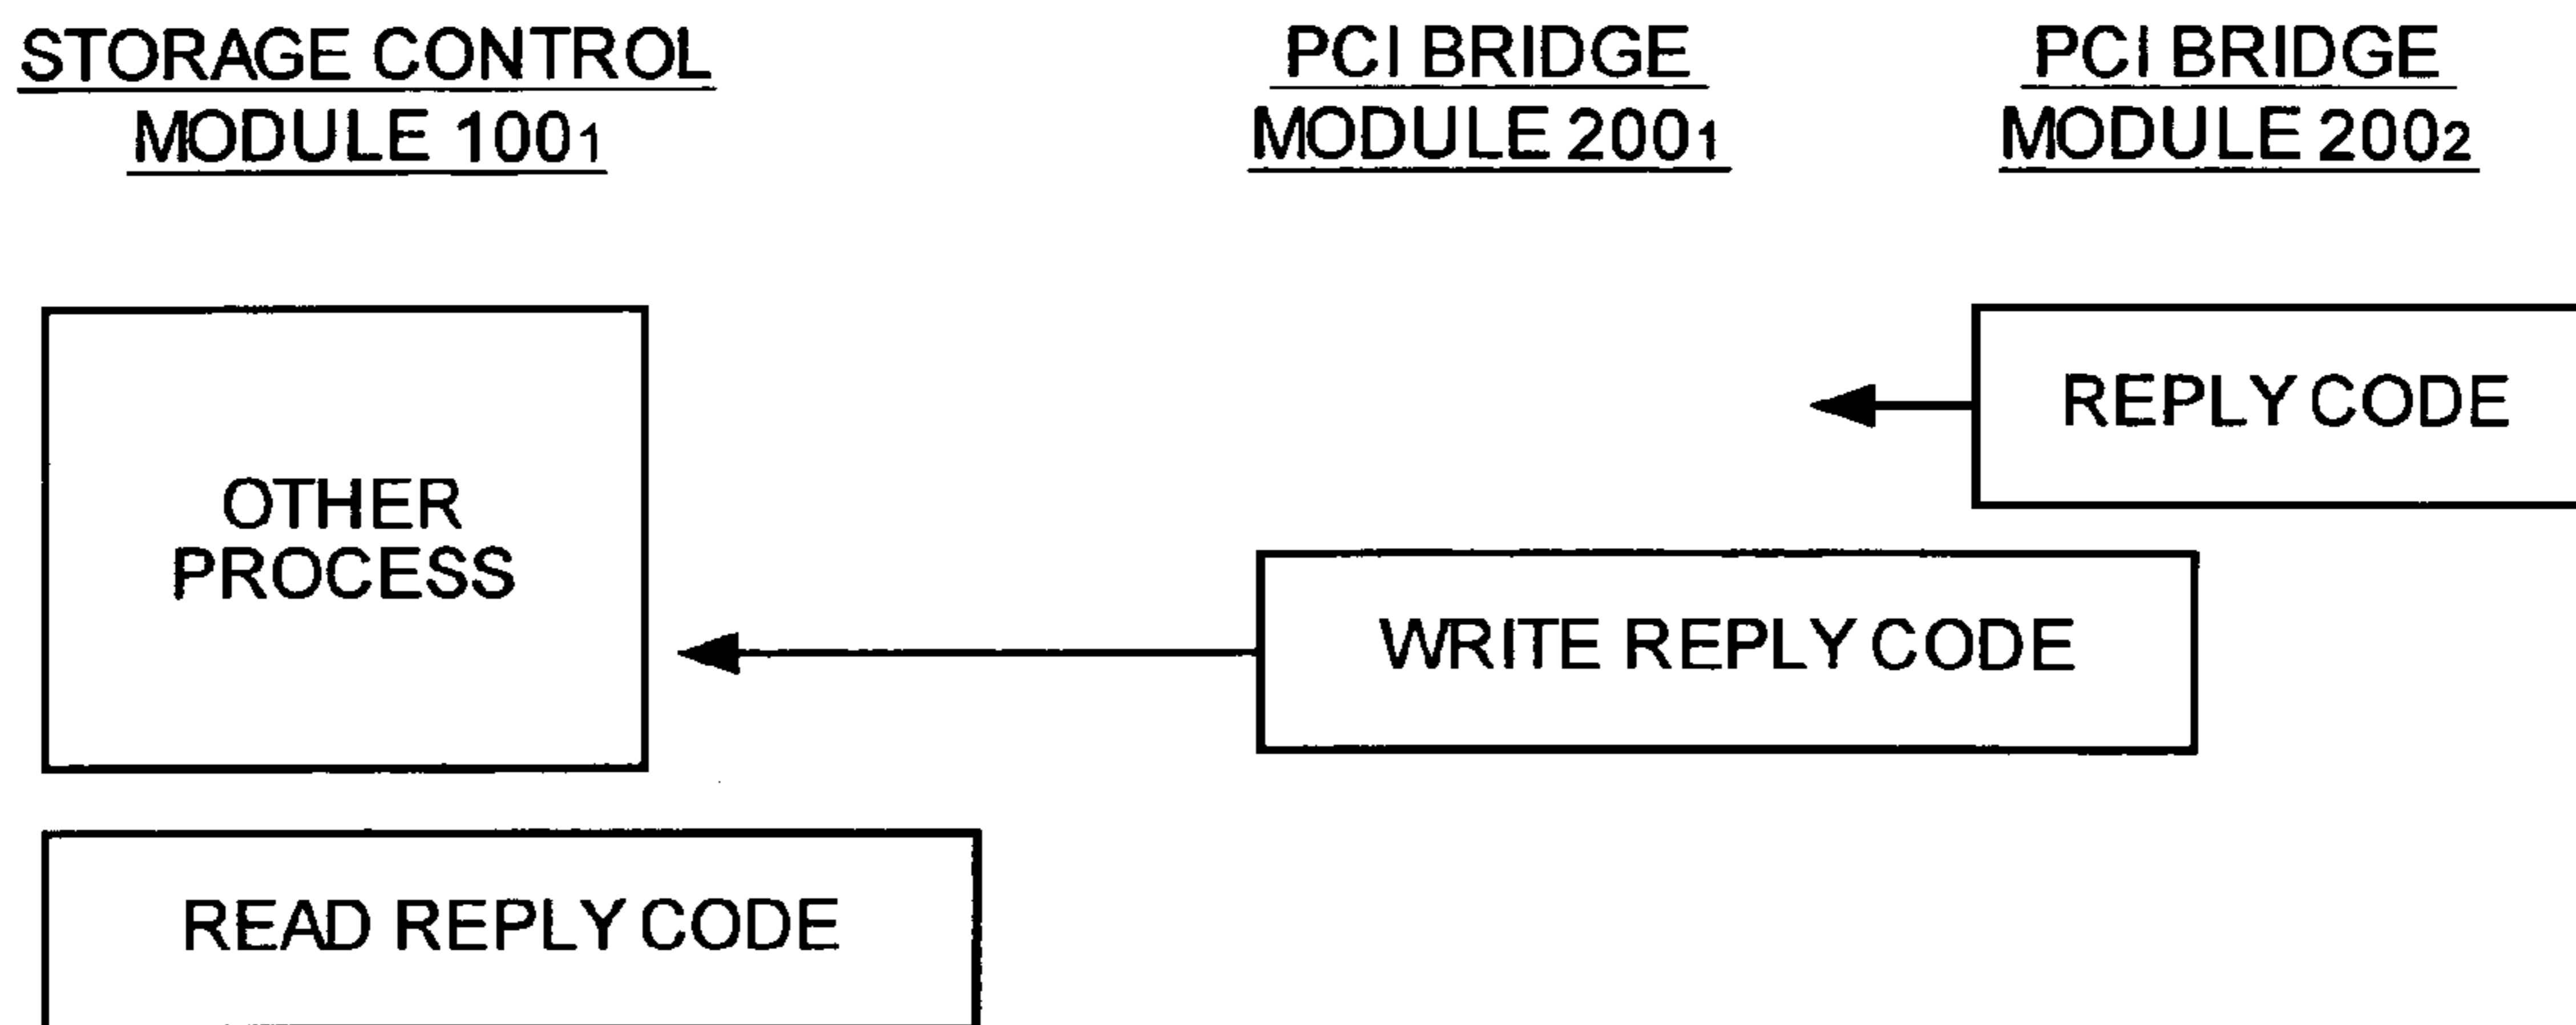 STORAGE CONTROL
MODULE 100₁
PCI BRIDGE
MODULE 200₁
PCI BRIDGE
MODULE 200₂
REPLY CODE
OTHER
PROCESS
WRITE REPLY CODE
READ REPLY CODE